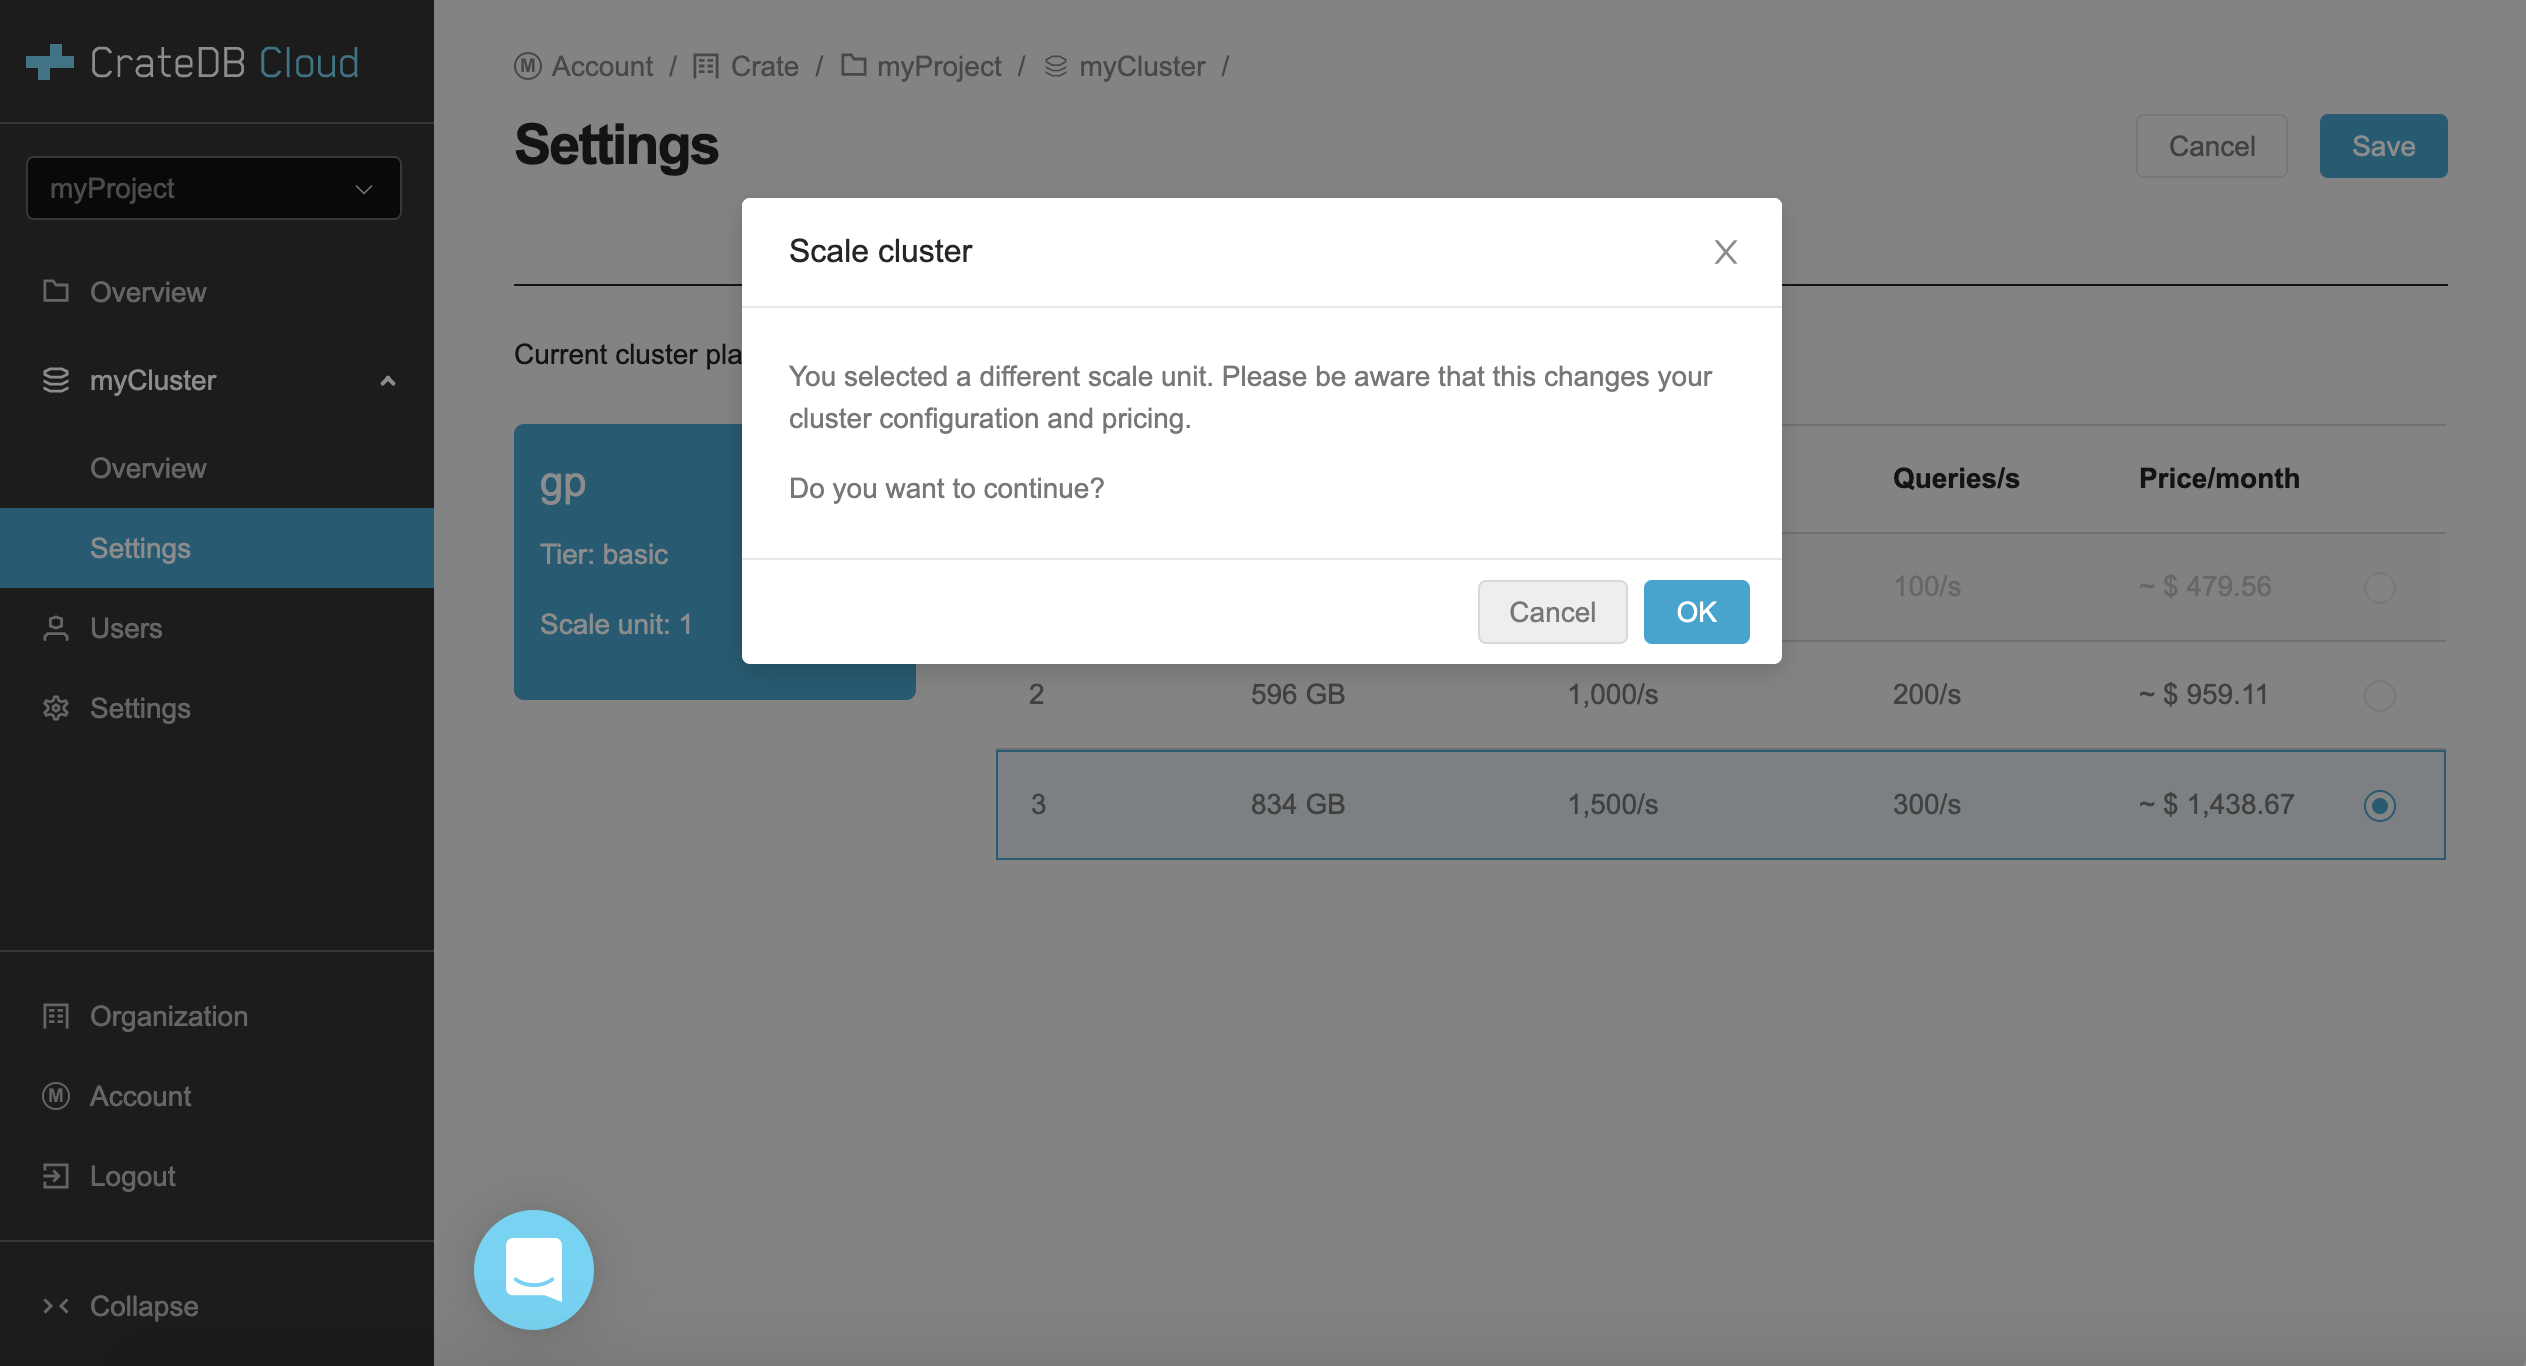 CrateDB Cloud
myProject
Overview
myCluster
Overview
Settings
Users
Settings
Organization
Account
Logout
Collapse
Account / Crate / myProject / myCluster /
Settings
Cancel
Save
Current cluster pla
gp
Tier: basic
Scale unit: 1
Scale cluster
You selected a different scale unit. Please be aware that this changes your
cluster configuration and pricing.
Do you want to continue?
Cancel
OK
Queries/s Price/month
100/s ~ $ 479.56
2 596 GB 1,000/s 200/s ~ $ 959.11
3 834 GB 1,500/s 300/s ~ $ 1,438.67